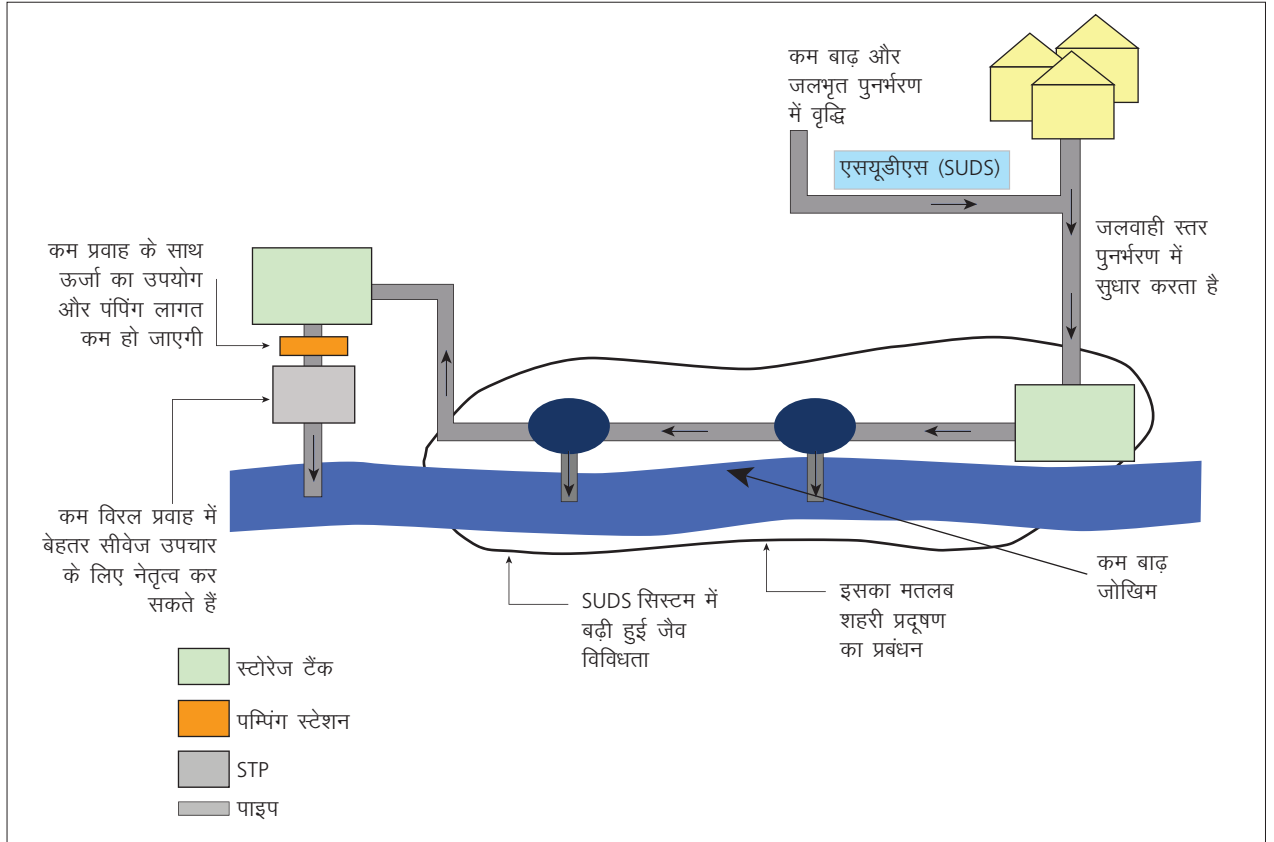 कम बाढ़ और
जलभृत पुनर्भरण
में वृद्धि
एसयूडीएस (SUDS)
जलवाही स्तर
पुनर्भरण में
सुधार करता है
कम प्रवाह के साथ
ऊर्जा का उपयोग
और पंपिंग लागत
कम हो जाएगी
कम विरल प्रवाह में
बेहतर सीवेज उपचार
के लिए नेतृत्व कर
सकते हैं
SUDS सिस्टम में
बढ़ी हुई जैव
विविधता
इसका मतलब
शहरी प्रदूषण
का प्रबंधन
कम बाढ़
जोखिम
स्टोरेज टैंक
पम्पिंग स्टेशन
STP
पाइप